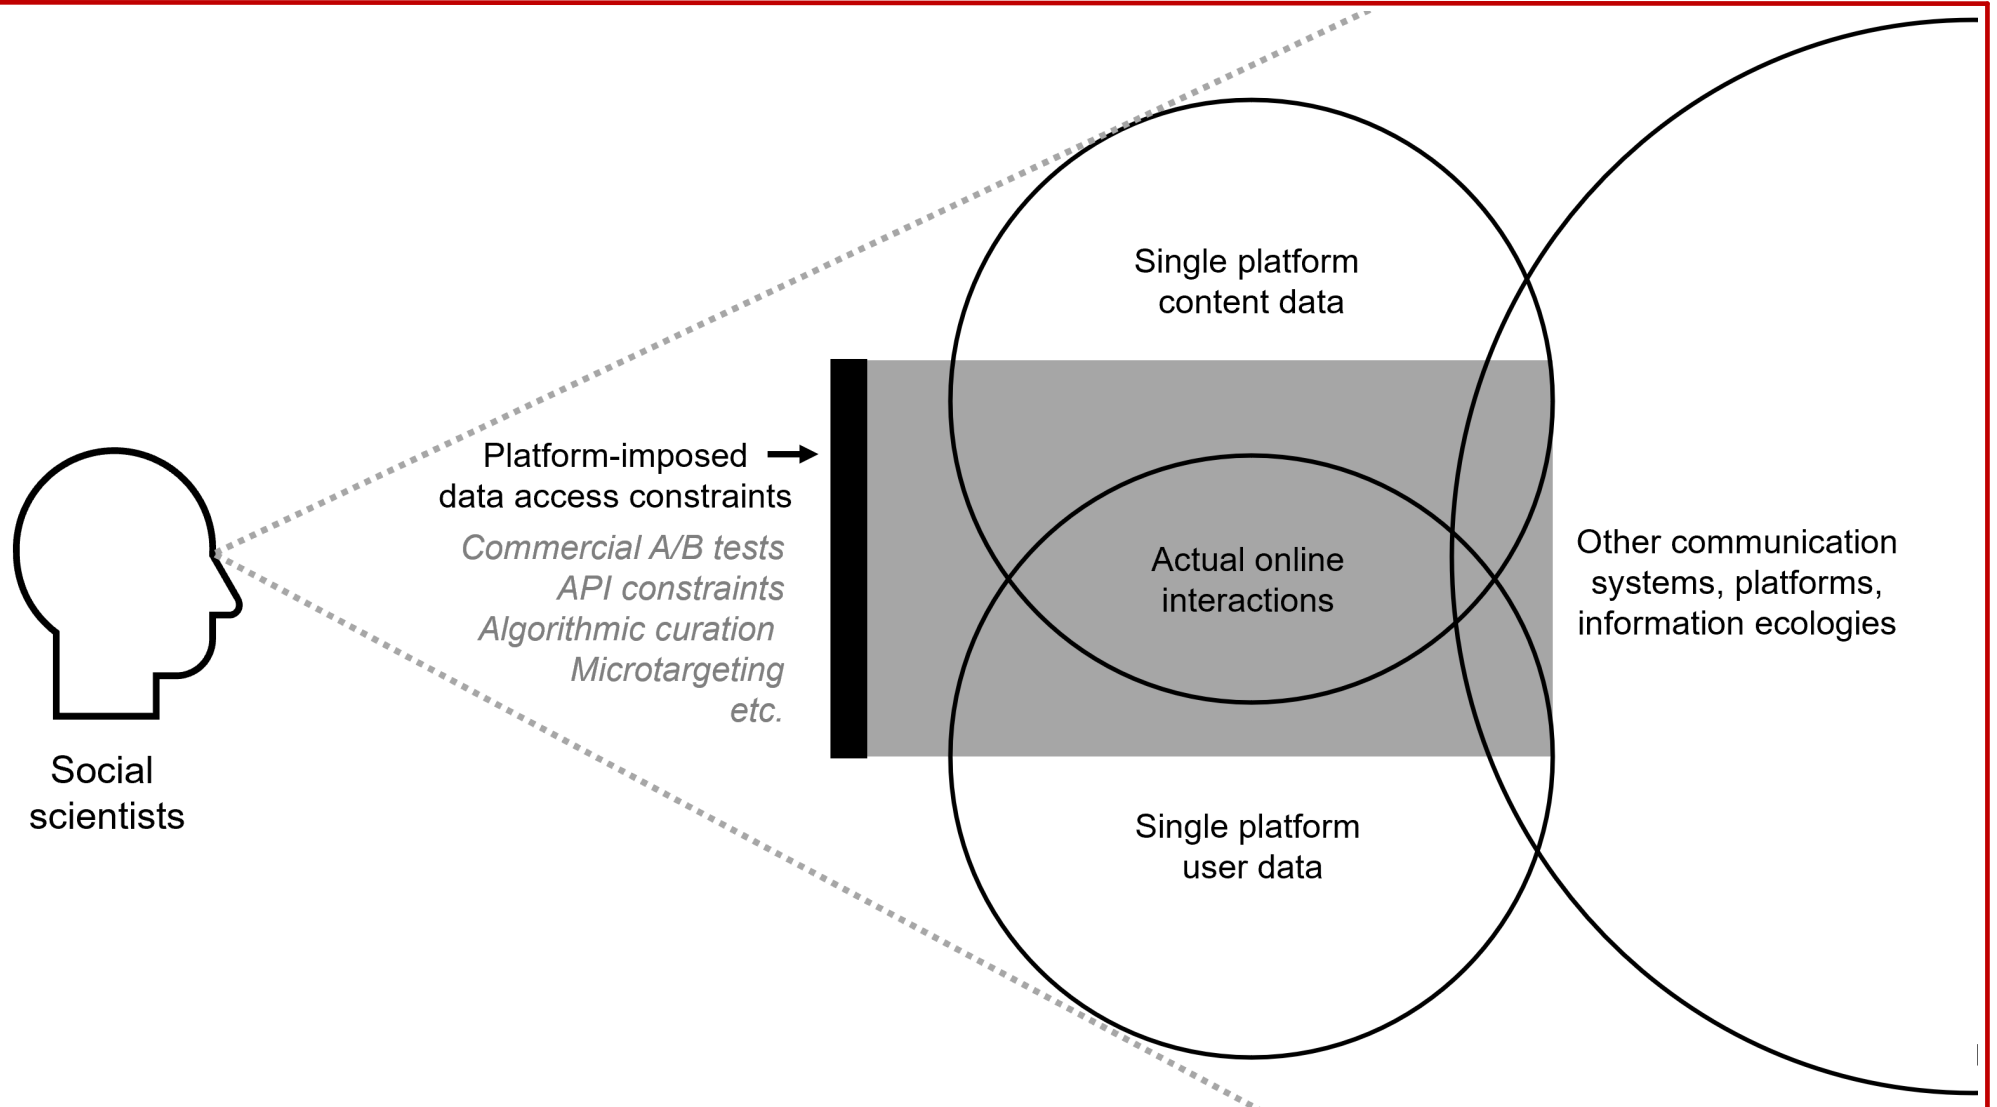 Single platform
content data
Platform-imposed
data access constraints
Commercial A/B tests
API constraints
Algorithmic curation
Microtargeting
etc.
Actual online
interactions
Other communication
systems, platforms,
information ecologies
Social
scientists
Single platform
user data